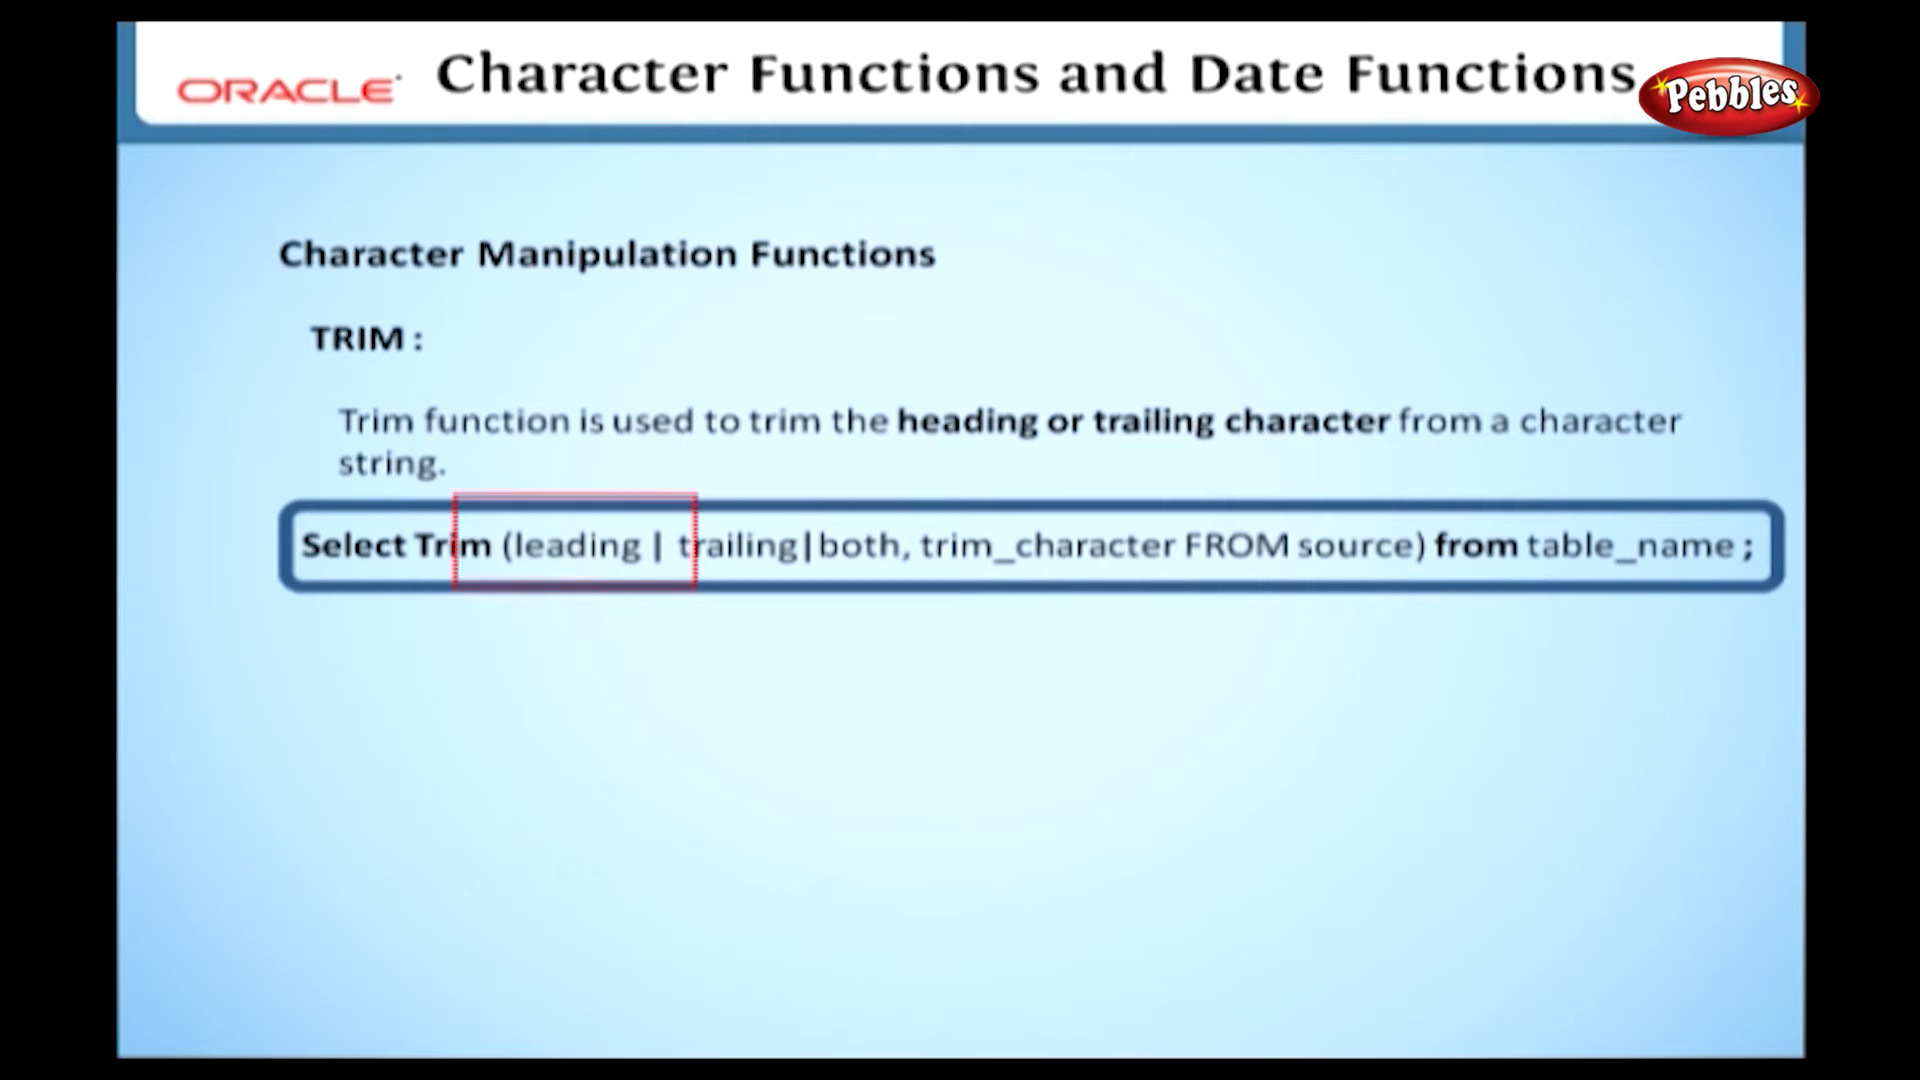 ORACLE
Character Functions and Date Functions
Pebbles
Character Manipulation Functions
TRIM :
Trim function is used to trim the heading or trailing character from a character
string.
Select Trim (leading | trailing|both, trim_character FROM source) from table_name ;